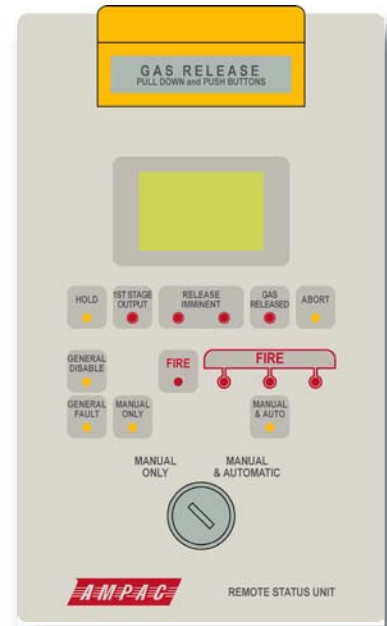 GAS RELEASE
PULL DOWN and PUSH BUTTONS
HOLD
1ST STAGE
OUTPUT
RELEASE
IMMINENT
GAS
RELEASED
ABORT
GENERAL
DISABLE
FIRE
FIRE
GENERAL
FAULT
MANUAL
ONLY
MANUAL
& AUTO
MANUAL
ONLY
MANUAL
& AUTOMATIC
AMPAC
REMOTE STATUS UNIT